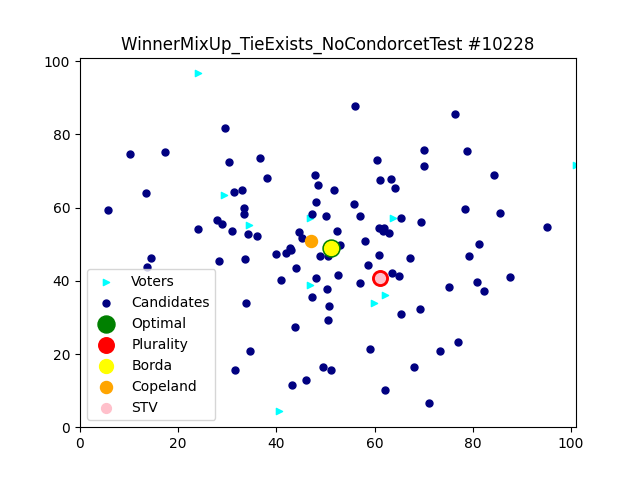 WinnerMixUp_TieExists_NoCondorcetTest #10228
100
80
60
40
20
0
Voters
Candidates
Optimal
Plurality
Borda
Copeland
STV
0 20 40 60 80 100